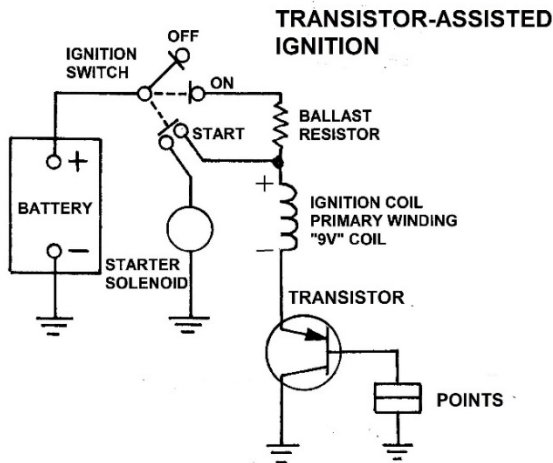 TRANSISTOR-ASSISTED
IGNITION
OFF
IGNITION
SWITCH
ON
BALLAST
RESISTOR
START
+
+
BATTERY
IGNITION COIL
PRIMARY WINDING
"9V" COIL
−
−
STARTER
SOLENOID
TRANSISTOR
POINTS